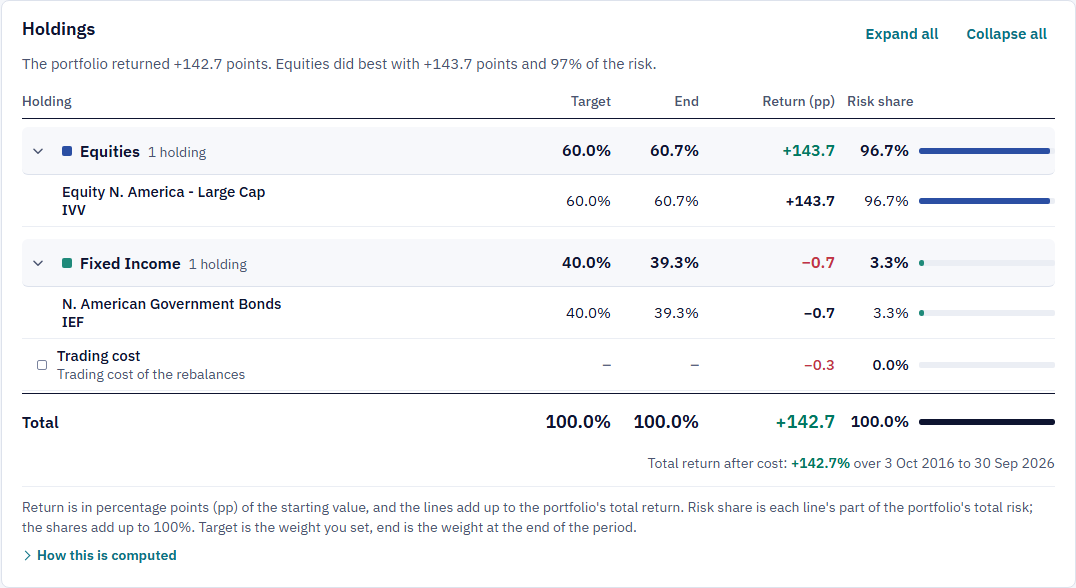 Holdings
Expand all Collapse all
The portfolio returned +142.7 points. Equities did best with +143.7 points and 97% of the risk.
Holding Target End Return (pp) Risk share
Equities 1 holding 60.0% 60.7% +143.7 96.7%
Equity N. America - Large Cap
IVV
60.0% 60.7% +143.7 96.7%
Fixed Income 1 holding 40.0% 39.3% −0.7 3.3%
N. American Government Bonds
IEF
40.0% 39.3% −0.7 3.3%
Trading cost
Trading cost of the rebalances
– – −0.3 0.0%
Total 100.0% 100.0% +142.7 100.0%
Total return after cost: +142.7% over 3 Oct 2016 to 30 Sep 2026
Return is in percentage points (pp) of the starting value, and the lines add up to the portfolio's total return. Risk share is each line's part of the portfolio's total risk;
the shares add up to 100%. Target is the weight you set, end is the weight at the end of the period.
How this is computed